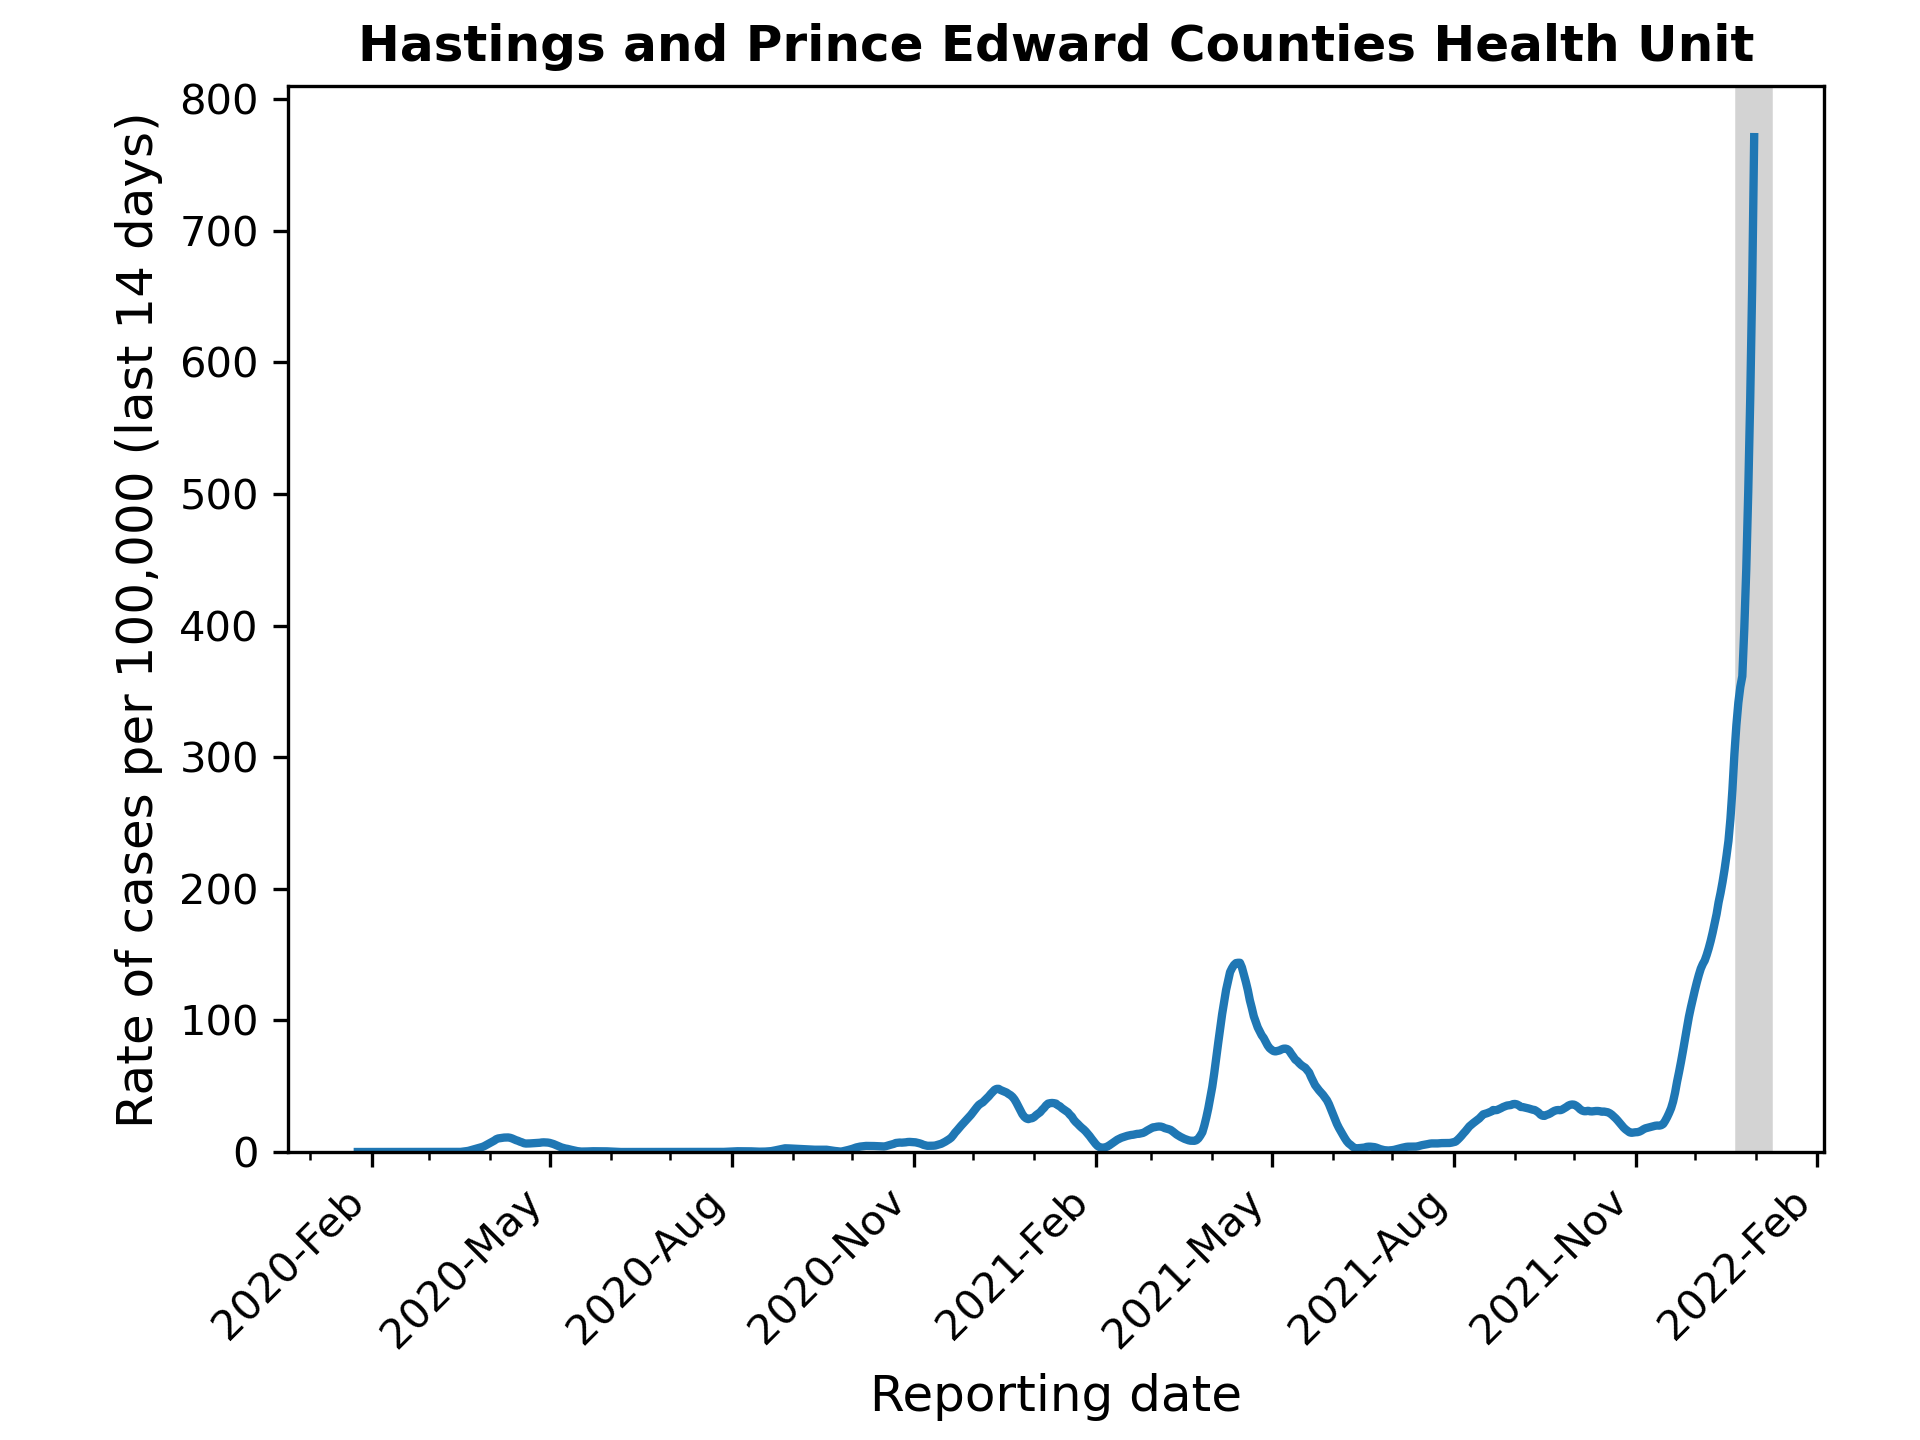 Hastings and Prince Edward Counties Health Unit
Rate of cases per 100,000 (last 14 days)
800
700
600
500
400
300
200
100
0
2020-Feb
2020-May
2020-Aug
2020-Nov
2021-Feb
2021-May
2021-Aug
2021-Nov
2022-Feb
Reporting date